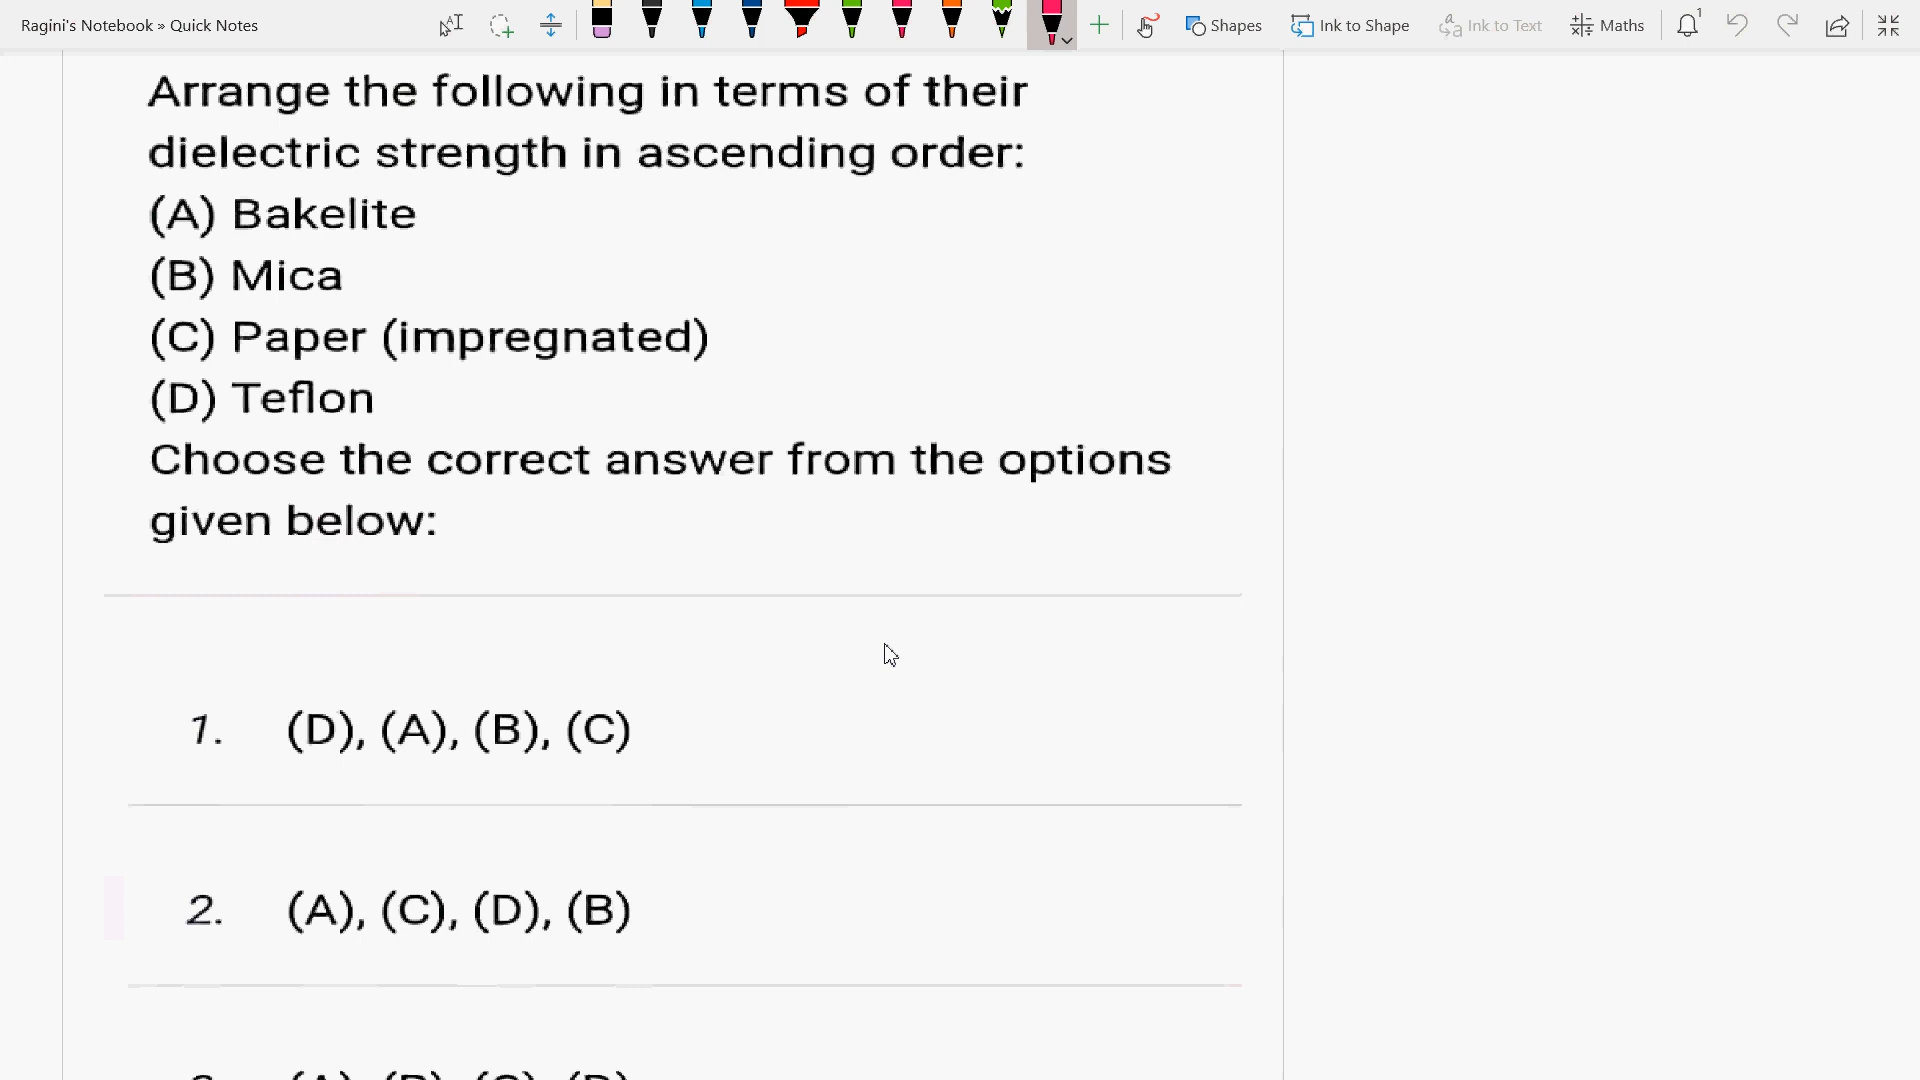 Ragini's Notebook » Quick Notes
Shapes
Ink to Shape
Ink to Text
Maths
1
Arrange the following in terms of their
dielectric strength in ascending order:
(A) Bakelite
(B) Mica
(C) Paper (impregnated)
(D) Teflon
Choose the correct answer from the options
given below:
1. (D), (A), (B), (C)
2. (A), (C), (D), (B)